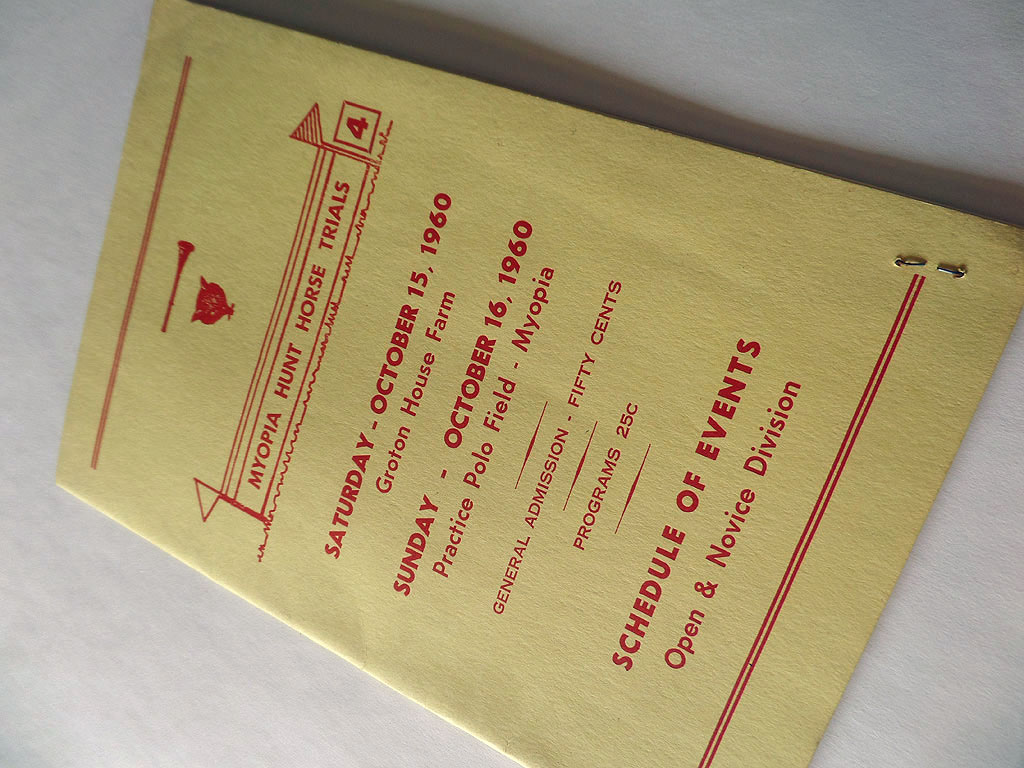 MYOPIA HUNT HORSE TRIALS
4
SATURDAY - OCTOBER 15, 1960
Groton House Farm
SUNDAY - OCTOBER 16, 1960
Practice Polo Field - Myopia
GENERAL ADMISSION - FIFTY CENTS
PROGRAMS 25c
SCHEDULE OF EVENTS
Open & Novice Division